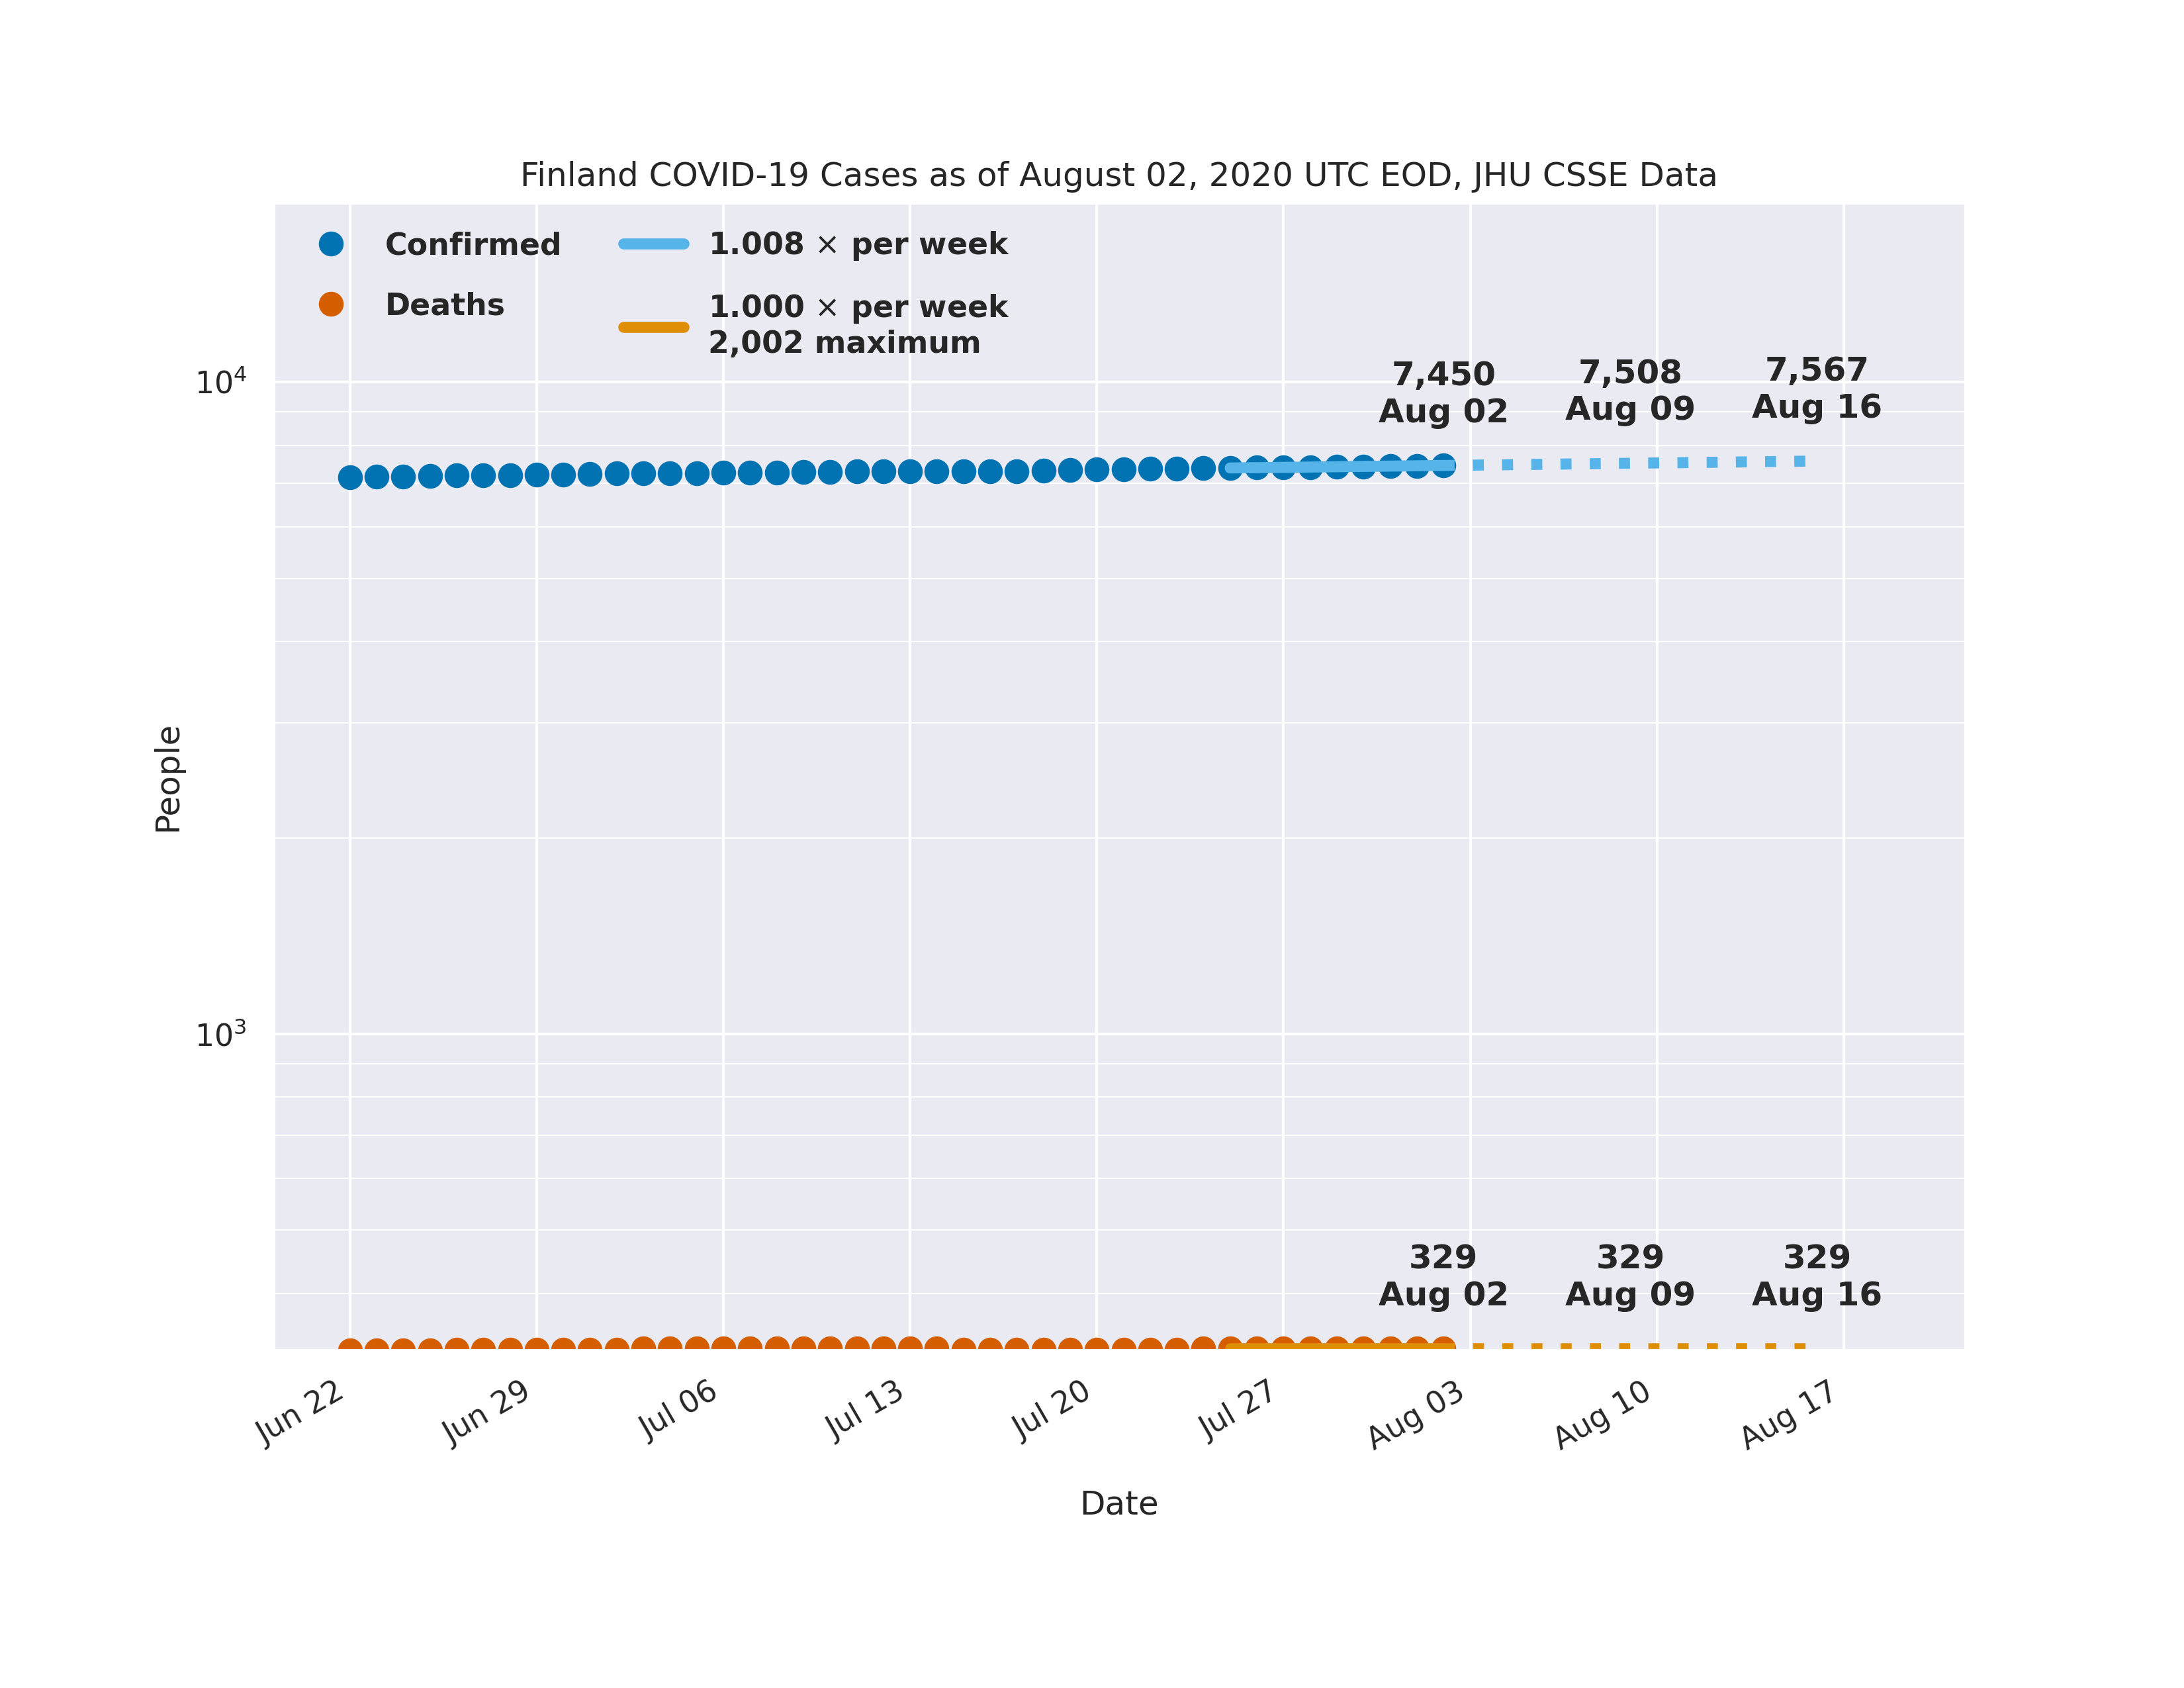 Finland COVID-19 Cases as of August 02, 2020 UTC EOD, JHU CSSE Data
Confirmed
Deaths
1.008 × per week
1.000 × per week
2,002 maximum
10⁴
10³
People
7,450
Aug 02
7,508
Aug 09
7,567
Aug 16
329
Aug 02
329
Aug 09
329
Aug 16
Jun 22
Jun 29
Jul 06
Jul 13
Jul 20
Jul 27
Aug 03
Aug 10
Aug 17
Date